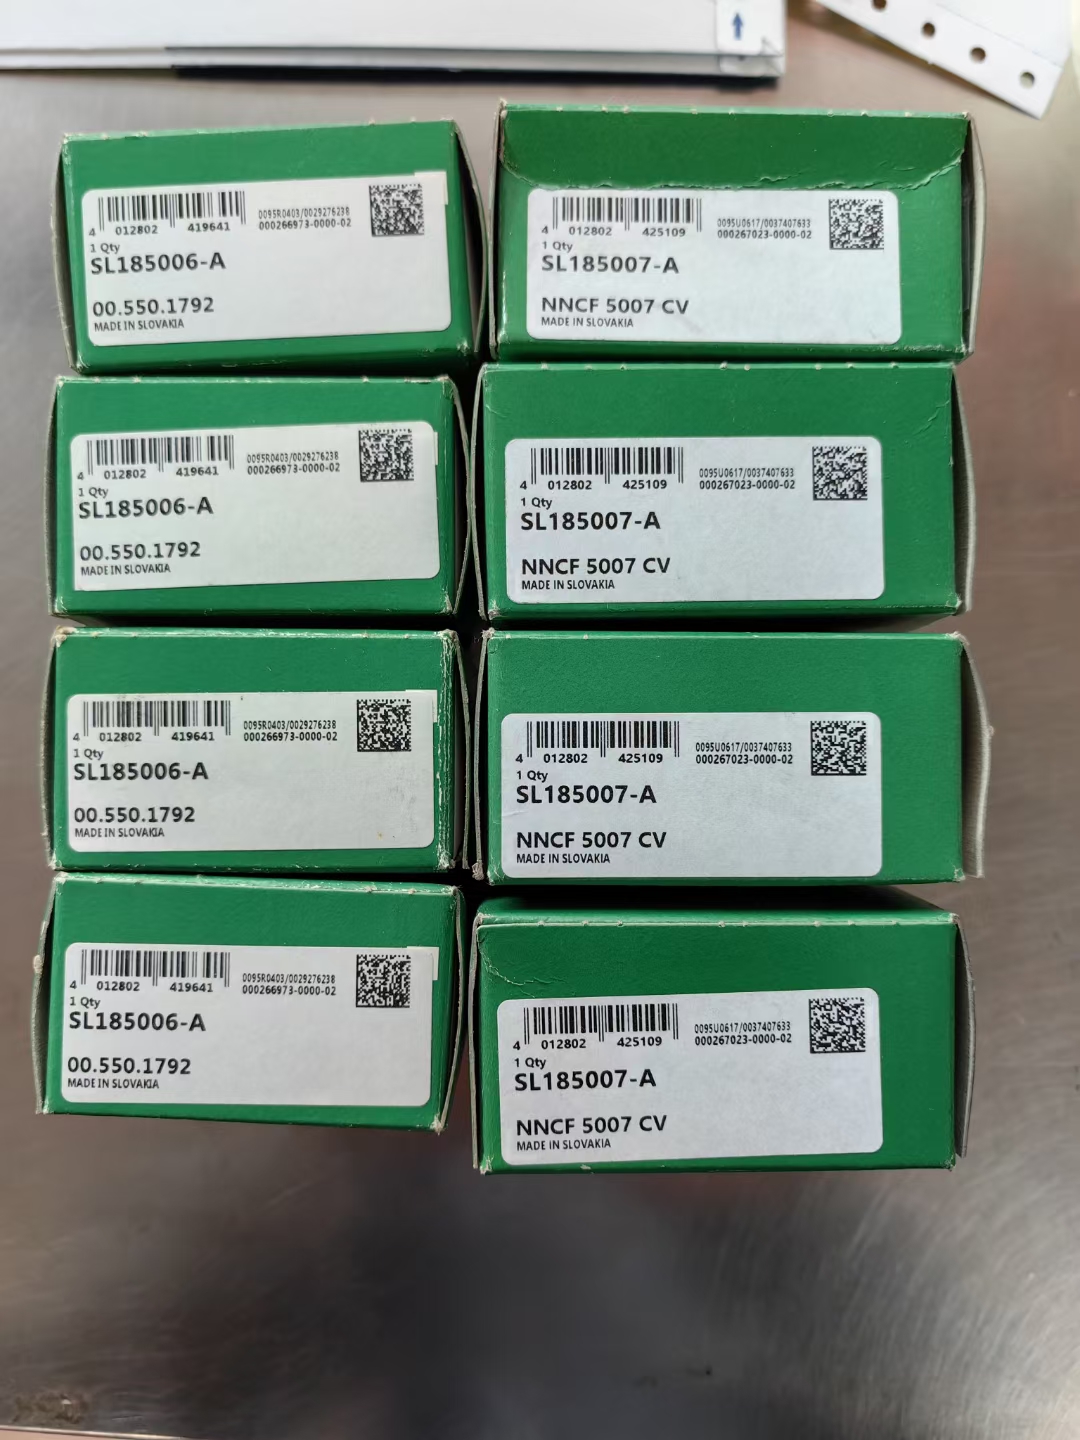 4 012802 419641
0095R0403/0029276238
000266973-0000-02
1 Qty
SL185006-A
00.550.1792
MADE IN SLOVAKIA
4 012802 425109
0095U0617/0037407633
000267023-0000-02
1 Qty
SL185007-A
NNCF 5007 CV
MADE IN SLOVAKIA
4 012802 419641
0095R0403/0029276238
000266973-0000-02
1 Qty
SL185006-A
00.550.1792
MADE IN SLOVAKIA
4 012802 425109
0095U0617/0037407633
000267023-0000-02
1 Qty
SL185007-A
NNCF 5007 CV
MADE IN SLOVAKIA
4 012802 419641
0095R0403/0029276238
000266973-0000-02
1 Qty
SL185006-A
00.550.1792
MADE IN SLOVAKIA
4 012802 425109
0095U0617/0037407633
000267023-0000-02
1 Qty
SL185007-A
NNCF 5007 CV
MADE IN SLOVAKIA
4 012802 419641
0095R0403/0029276238
000266973-0000-02
1 Qty
SL185006-A
00.550.1792
MADE IN SLOVAKIA
4 012802 425109
0095U0617/0037407633
000267023-0000-02
1 Qty
SL185007-A
NNCF 5007 CV
MADE IN SLOVAKIA